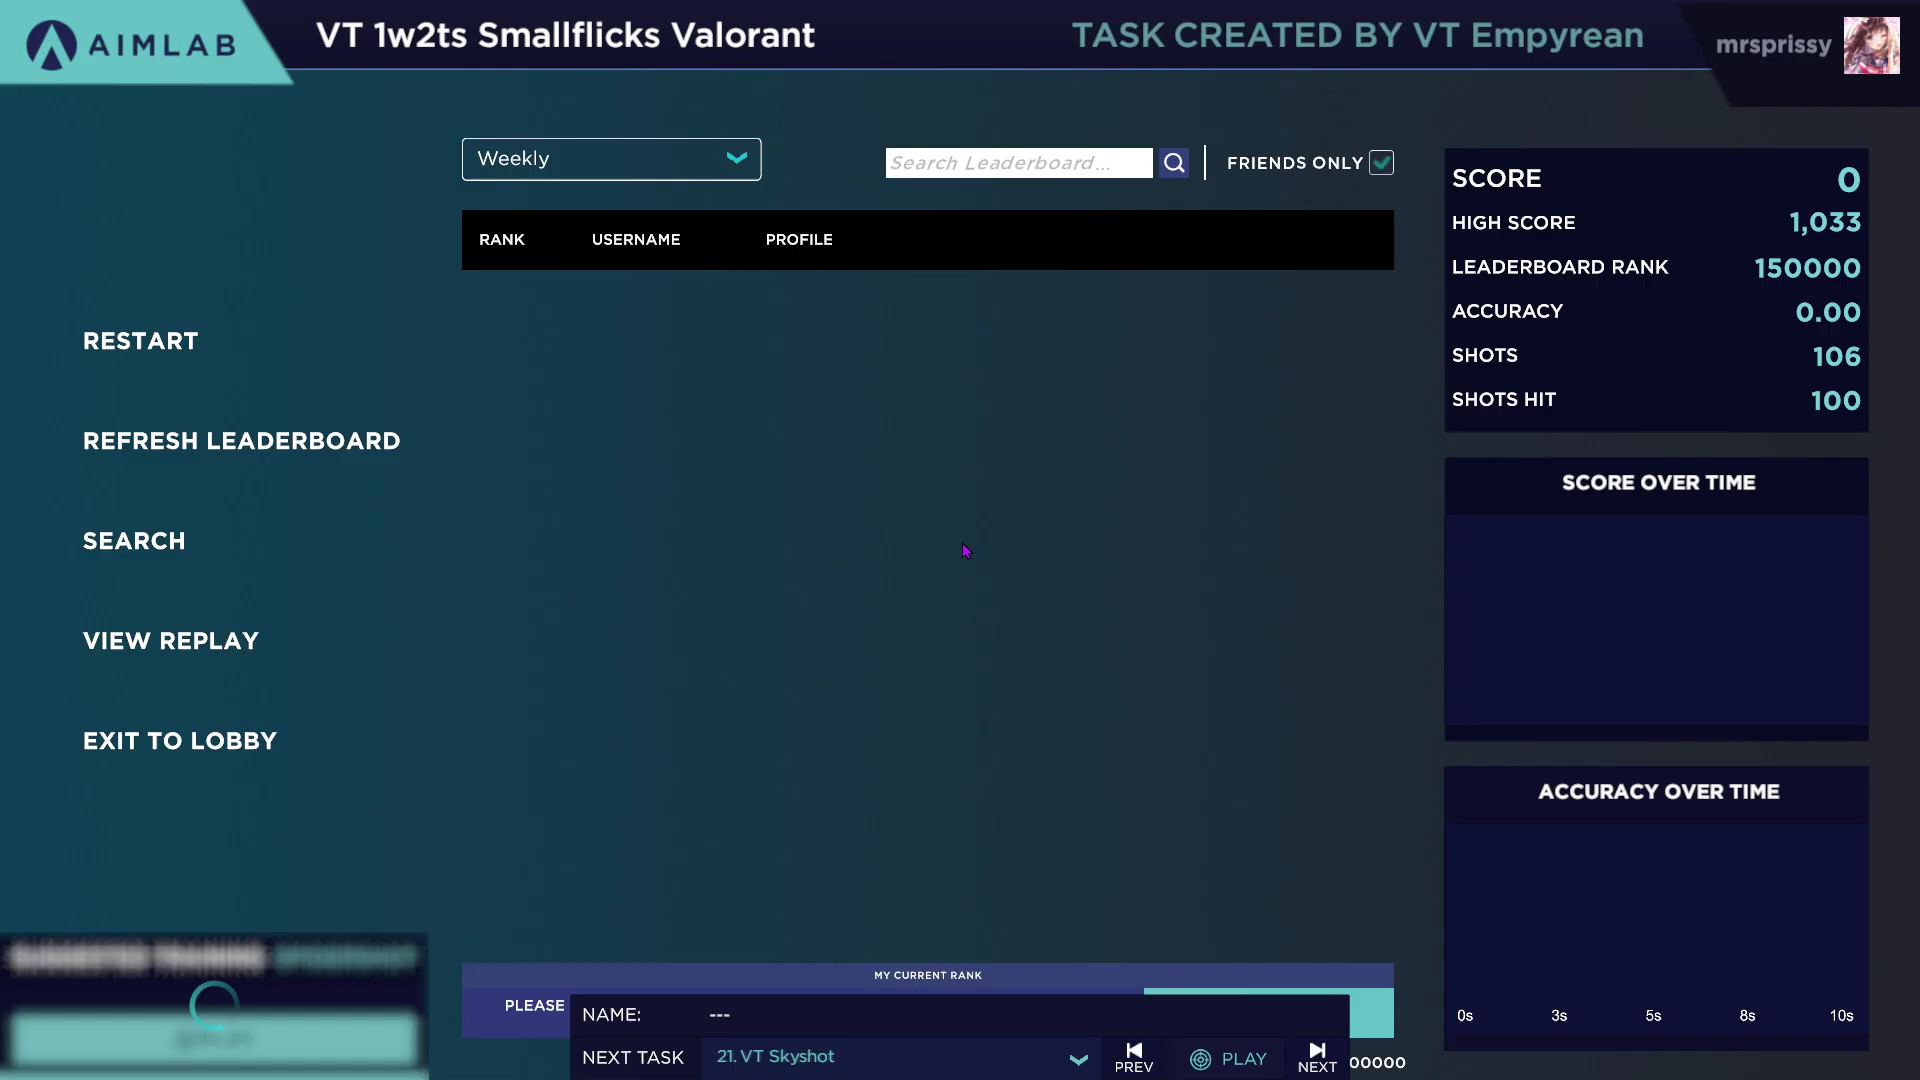 AIMLAB
VT 1w2ts Smallflicks Valorant
TASK CREATED BY VT Empyrean
mrsprissy
Weekly
Search Leaderboard...
FRIENDS ONLY
RANK USERNAME PROFILE
RESTART
REFRESH LEADERBOARD
SEARCH
VIEW REPLAY
EXIT TO LOBBY
SCORE 0
HIGH SCORE 1,033
LEADERBOARD RANK 150000
ACCURACY 0.00
SHOTS 106
SHOTS HIT 100
SCORE OVER TIME
ACCURACY OVER TIME
0s 3s 5s 8s 10s
MY CURRENT RANK
PLEASE
NAME: ---
NEXT TASK 21. VT Skyshot
PREV
PLAY
NEXT
00000